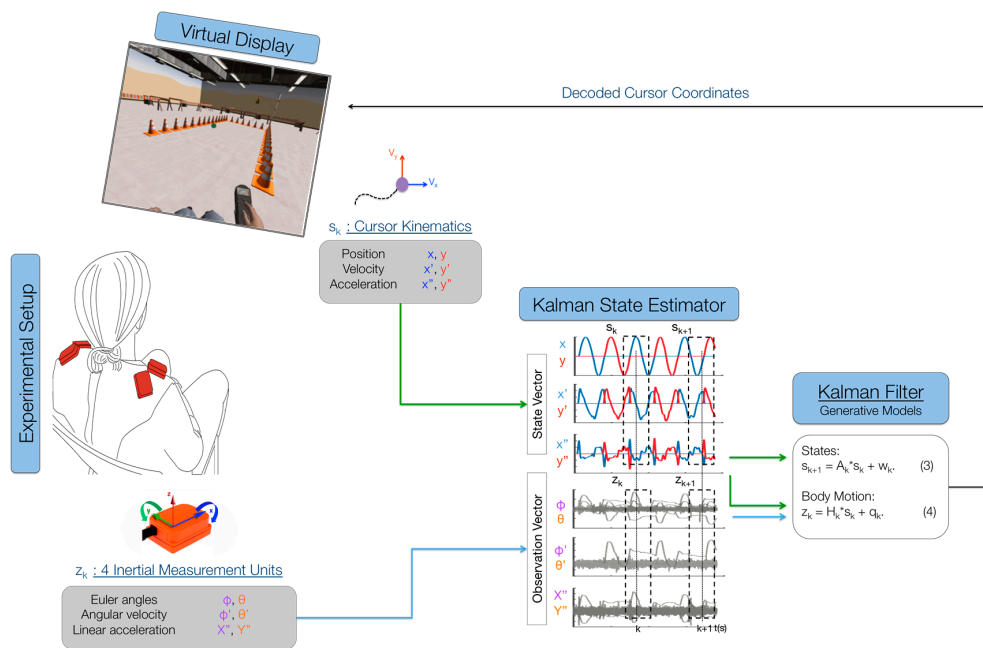 Virtual Display
Decoded Cursor Coordinates
Vy
Vx
sk : Cursor Kinematics
Position x, y
Velocity x’, y’
Acceleration x”, y”
Experimental Setup
z
y
x
zk : 4 Inertial Measurement Units
Euler angles ϕ, θ
Angular velocity ϕ’, θ’
Linear acceleration X”, Y”
Kalman State Estimator
State Vector
sk sk+1
x
y
x’
y’
x”
y”
Observation Vector
zk zk+1
ϕ
θ
ϕ’
θ’
X”
Y”
k k+1 t(s)
Kalman Filter
Generative Models
States:
sk+1 = Ak*sk + wk. (3)
Body Motion:
zk = Hk*sk + qk. (4)